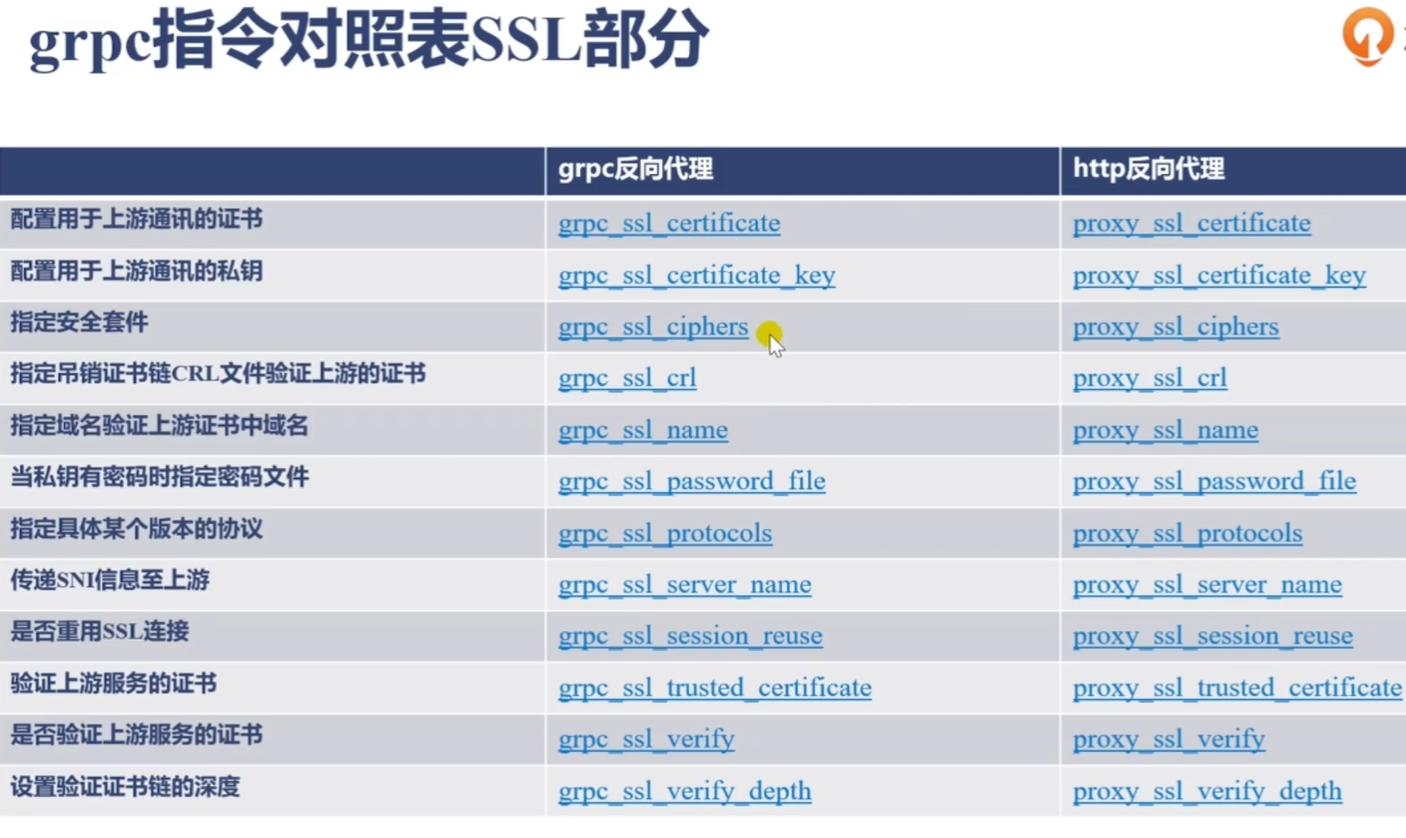 grpc指令对照表SSL部分
grpc反向代理 http反向代理
配置用于上游通讯的证书 grpc_ssl_certificate proxy_ssl_certificate
配置用于上游通讯的私钥 grpc_ssl_certificate_key proxy_ssl_certificate_key
指定安全套件 grpc_ssl_ciphers proxy_ssl_ciphers
指定吊销证书链CRL文件验证上游的证书 grpc_ssl_crl proxy_ssl_crl
指定域名验证上游证书中域名 grpc_ssl_name proxy_ssl_name
当私钥有密码时指定密码文件 grpc_ssl_password_file proxy_ssl_password_file
指定具体某个版本的协议 grpc_ssl_protocols proxy_ssl_protocols
传递SNI信息至上游 grpc_ssl_server_name proxy_ssl_server_name
是否重用SSL连接 grpc_ssl_session_reuse proxy_ssl_session_reuse
验证上游服务的证书 grpc_ssl_trusted_certificate proxy_ssl_trusted_certificate
是否验证上游服务的证书 grpc_ssl_verify proxy_ssl_verify
设置验证证书链的深度 grpc_ssl_verify_depth proxy_ssl_verify_depth